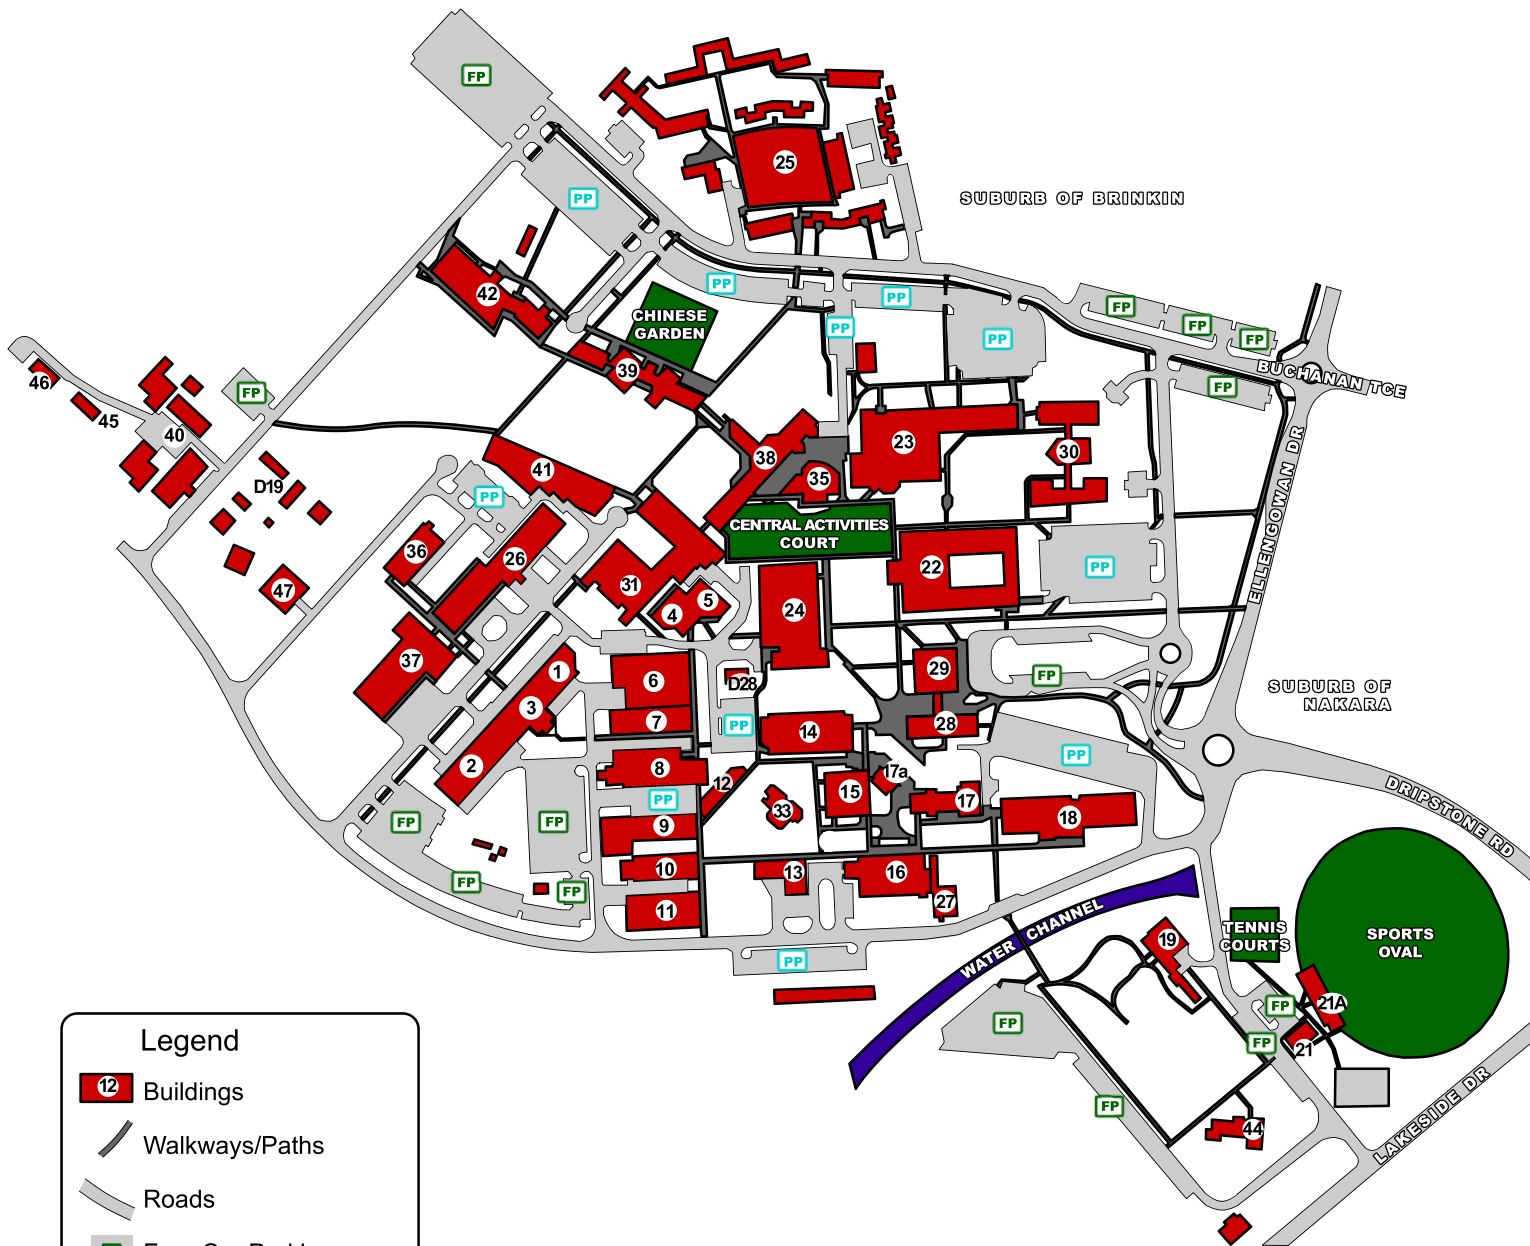 FP
25
PP
SUBURB OF BRINKIN
42
PP
PP
FP
FP
FP
CHINESE
GARDEN
PP
PP
BUCHANAN TCE
39
46
FP
FP
45
40
23
38
30
ELLENGOWAN DR
41
35
D19
PP
CENTRAL ACTIVITIES
COURT
36
26
22
PP
47
31
5
4
24
37
1
6
29
FP
D28
SUBURB OF
NAKARA
3
7
28
PP
14
PP
2
8
12
17a
15
17
PP
33
18
DRIPSTONE RD
FP
FP
9
10
13
16
FP
FP
27
11
WATER CHANNEL
TENNIS
COURTS
SPORTS
OVAL
19
PP
FP
21A
FP
FP
21
FP
44
LAKESIDE DR
Legend
12
Buildings
Walkways/Paths
Roads